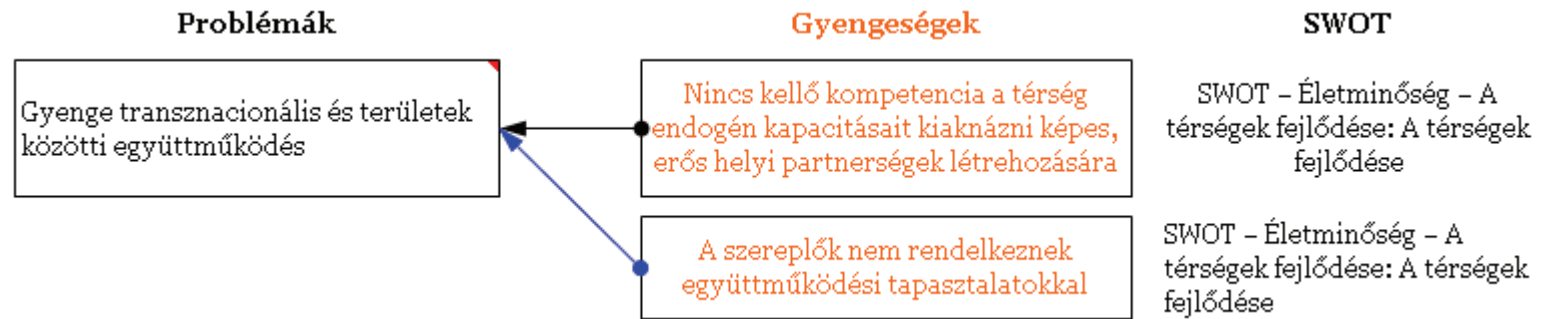 Problémák
Gyengeségek
SWOT
Gyenge transznacionális és területek
közötti együttműködés
Nincs kellő kompetencia a térség
endogén kapacitásait kiaknázni képes,
erős helyi partnerségek létrehozására
SWOT – Életminőség – A
térségek fejlődése: A térségek
fejlődése
A szereplők nem rendelkeznek
együttműködési tapasztalatokkal
SWOT – Életminőség – A
térségek fejlődése: A térségek
fejlődése